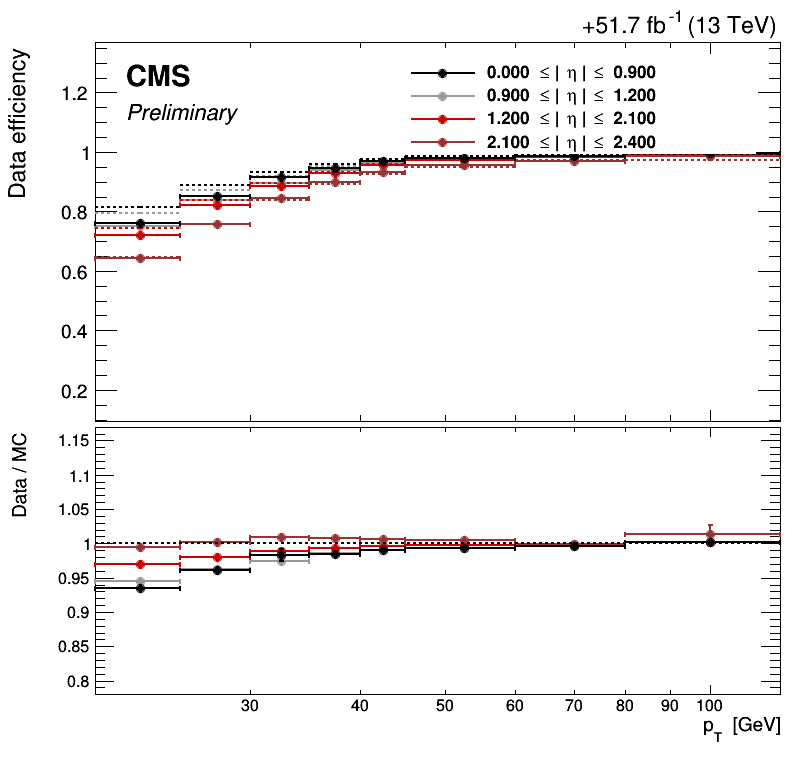 +51.7 fb-1 (13 TeV)
CMS
Preliminary
0.000 ≤| η |≤ 0.900
0.900 ≤| η |≤ 1.200
1.200 ≤| η |≤ 2.100
2.100 ≤| η |≤ 2.400
Data efficiency
1.2
1
0.8
0.6
0.4
0.2
Data / MC
1.15
1.1
1.05
1
0.95
0.9
0.85
0.8
30 40 50 60 70 80 90 100
pT [GeV]